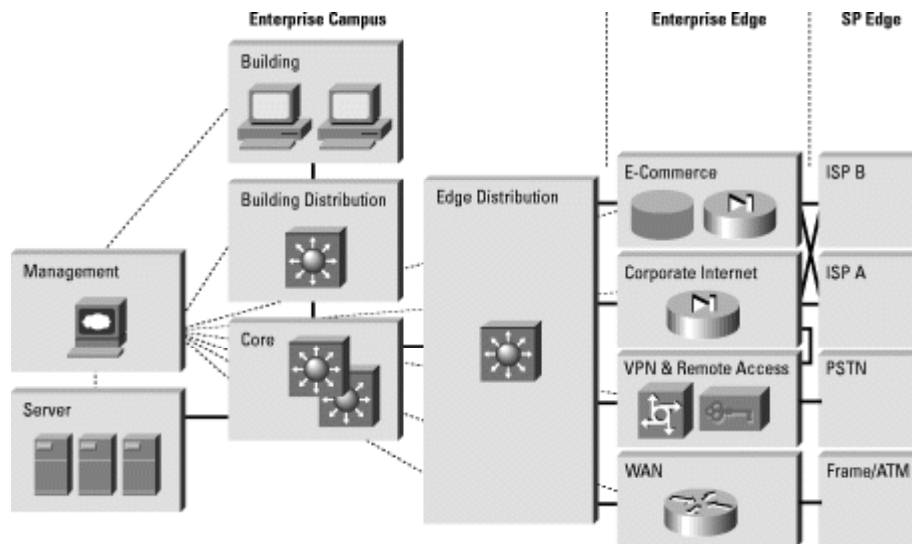 Enterprise Campus
Enterprise Edge
SP Edge
Building
Building Distribution
Management
Core
Server
Edge Distribution
E-Commerce
Corporate Internet
VPN & Remote Access
WAN
ISP B
ISP A
PSTN
Frame/ATM